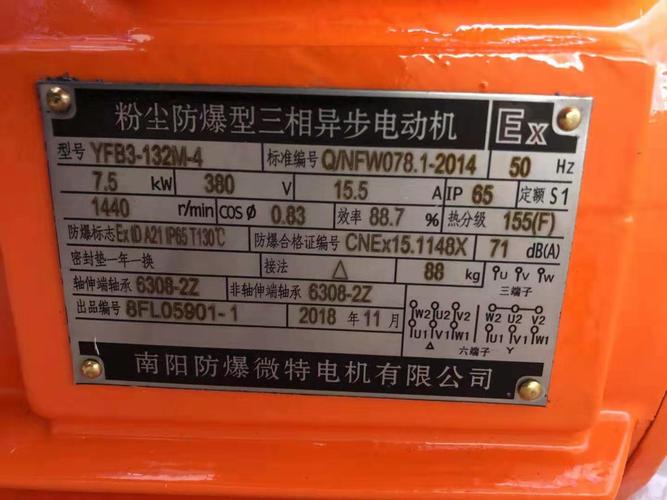 粉尘防爆型三相异步电动机 Ex
型号 YFB3-132M-4 标准编号 Q/NFW078.1-2014 50 Hz
7.5 kW 380 V 15.5 A IP 65 定额 S1
1440 r/min COSØ 0.83 效率 88.7 % 热分级 155(F)
防爆标志 Ex tD A21 IP65 T130℃ 防爆合格证编号 CNEx15.1148X 71 dB(A)
密封垫一年一换 接法 △ 88 kg U V W
三端子
轴伸端轴承 6308-2Z 非轴伸端轴承 6308-2Z
W2 U2 V2 W2 U2 V2
出品编号 8FL05901-1 2018 年 11 月
U1 V1 W1 U1 V1 W1
△ 六端子 Y
南阳防爆微特电机有限公司